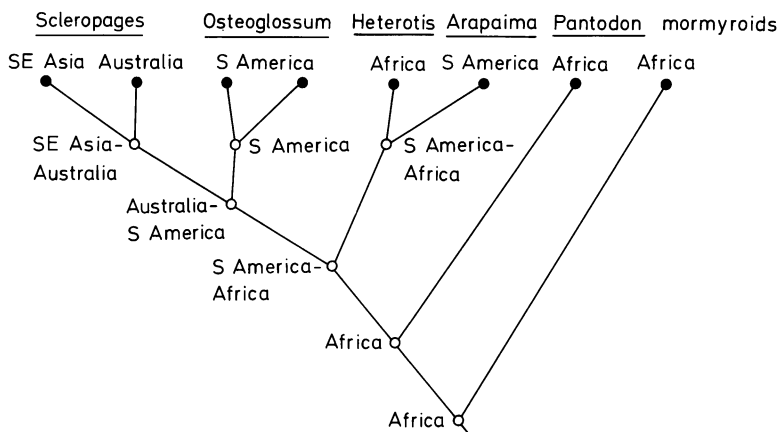 Scleropages Osteoglossum Heterotis Arapaima Pantodon mormyroids
SE Asia Australia S America Africa S America Africa Africa
SE Asia-
Australia
S America
S America-
Africa
Australia-
S America
S America-
Africa
Africa
Africa